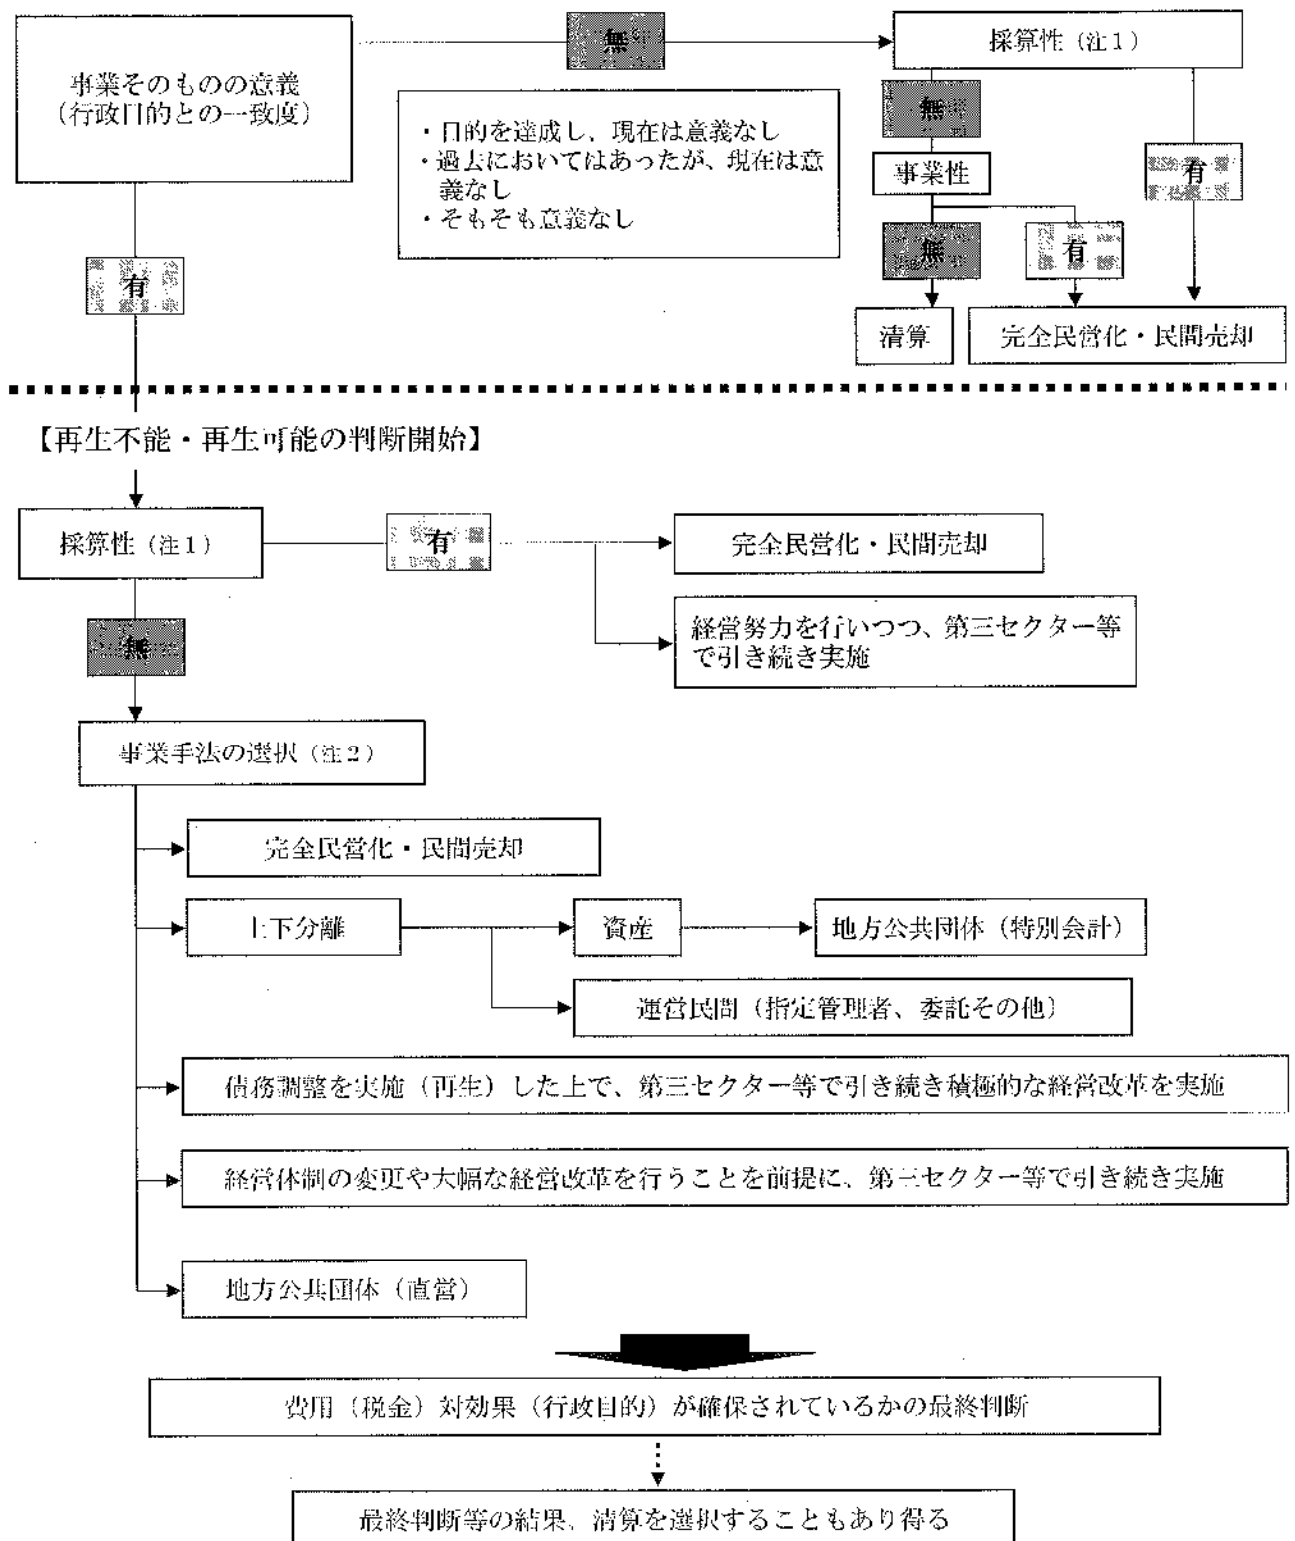 事業そのものの意義
（行政目的との一致度）
無
採算性（注１）
・目的を達成し、現在は意義なし
・過去においてはあったが、現在は意
義なし
・そもそも意義なし
無
事業性
有
無
有
有
清算
完全民営化・民間売却
【再生不能・再生可能の判断開始】
採算性（注１）
有
完全民営化・民間売却
経営努力を行いつつ、第三セクター等
で引き続き実施
無
事業手法の選択（注２）
完全民営化・民間売却
上下分離
資産
地方公共団体（特別会計）
運営民間（指定管理者、委託その他）
債務調整を実施（再生）した上で、第三セクター等で引き続き積極的な経営改革を実施
経営体制の変更や大幅な経営改革を行うことを前提に、第三セクター等で引き続き実施
地方公共団体（直営）
費用（税金）対効果（行政目的）が確保されているかの最終判断
最終判断等の結果、清算を選択することもあり得る